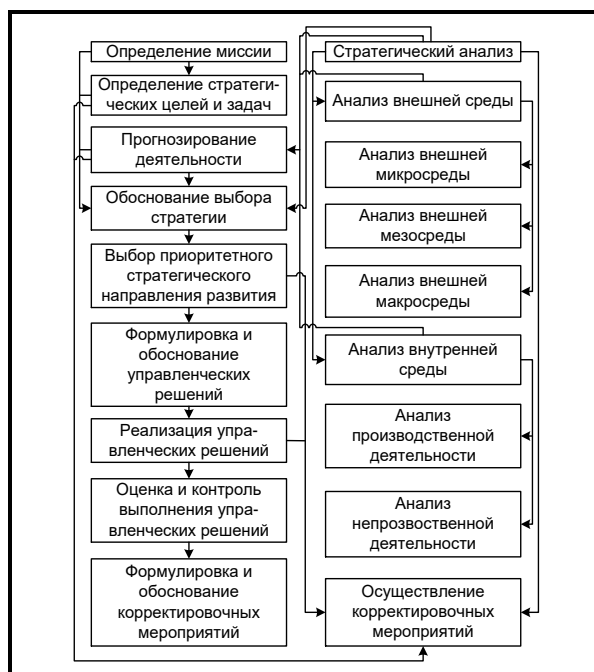 Определение миссии
Определение стратеги-
ческих целей и задач
Прогнозирование
деятельности
Обоснование выбора
стратегии
Выбор приоритетного
стратегического
направления развития
Формулировка и
обоснование
управленческих
решений
Реализация упра-
вленческих решений
Оценка и контроль
выполнения упра-
вленческих решений
Формулировка и
обоснование
корректировочных
мероприятий
Стратегический анализ
Анализ внешней среды
Анализ внешней
микросреды
Анализ внешней
мезосреды
Анализ внешней
макросреды
Анализ внутренней
среды
Анализ
производственной
деятельности
Анализ
непрозвоственной
деятельности
Осуществление
корректировочных
мероприятий